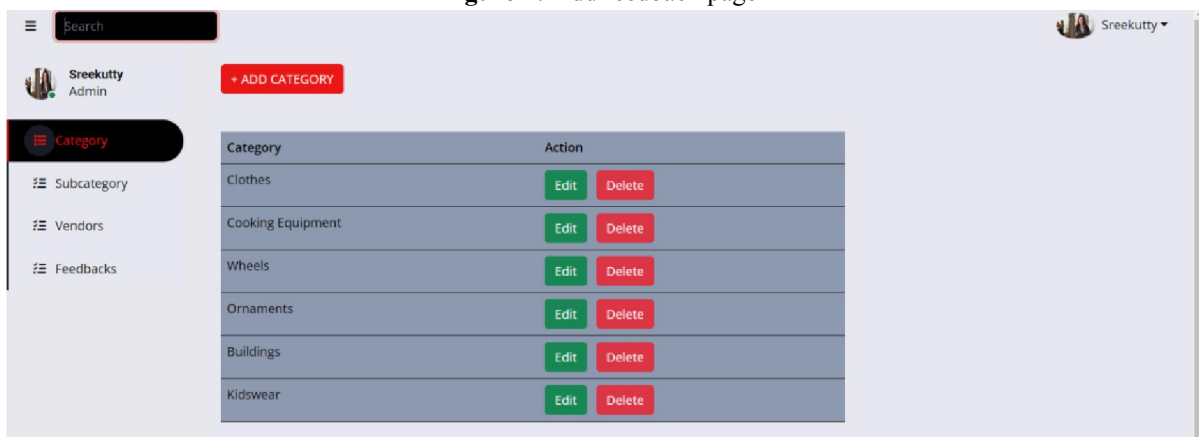 page
Search
Sreekutty
Sreekutty
Admin
+ ADD CATEGORY
Category
Subcategory
Vendors
Feedbacks
Category Action
Clothes Edit Delete
Cooking Equipment Edit Delete
Wheels Edit Delete
Ornaments Edit Delete
Buildings Edit Delete
Kidswear Edit Delete